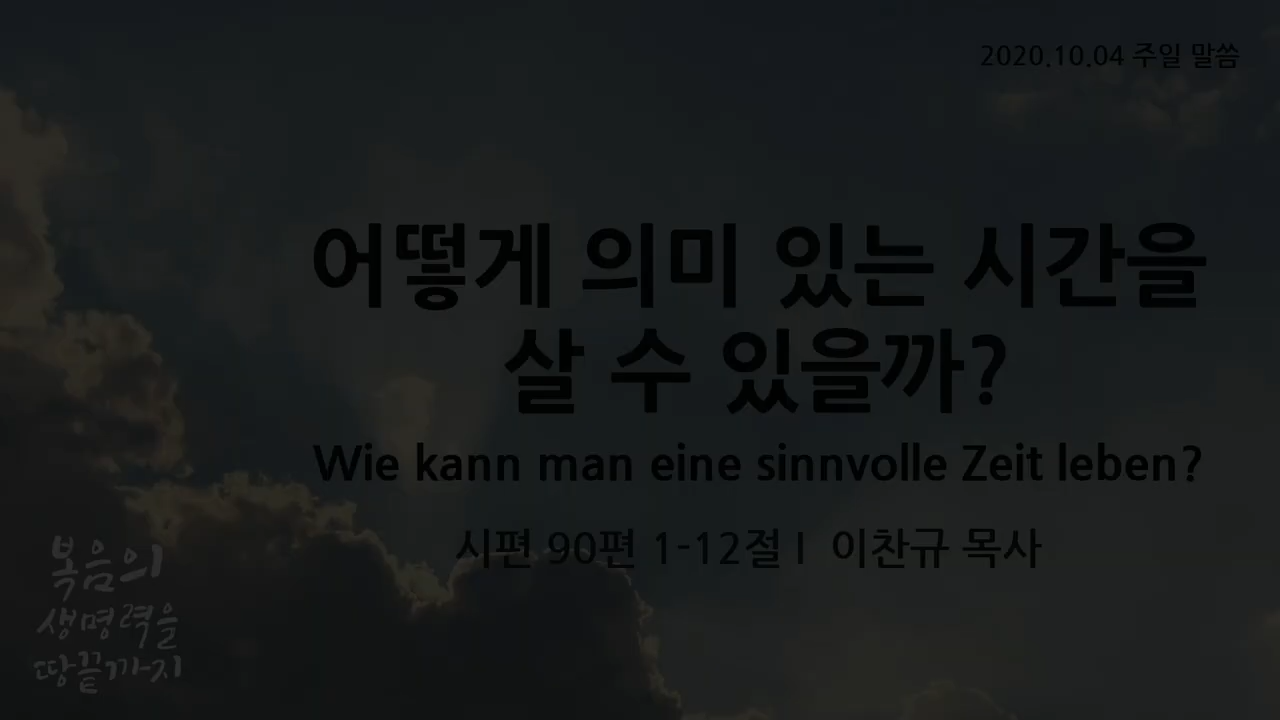 2020.10.04 주일 말씀
어떻게 의미 있는 시간을
살 수 있을까?
Wie kann man eine sinnvolle Zeit leben?
시편 90편 1-12절 I 이찬규 목사
복음의
생명력을
땅끝까지